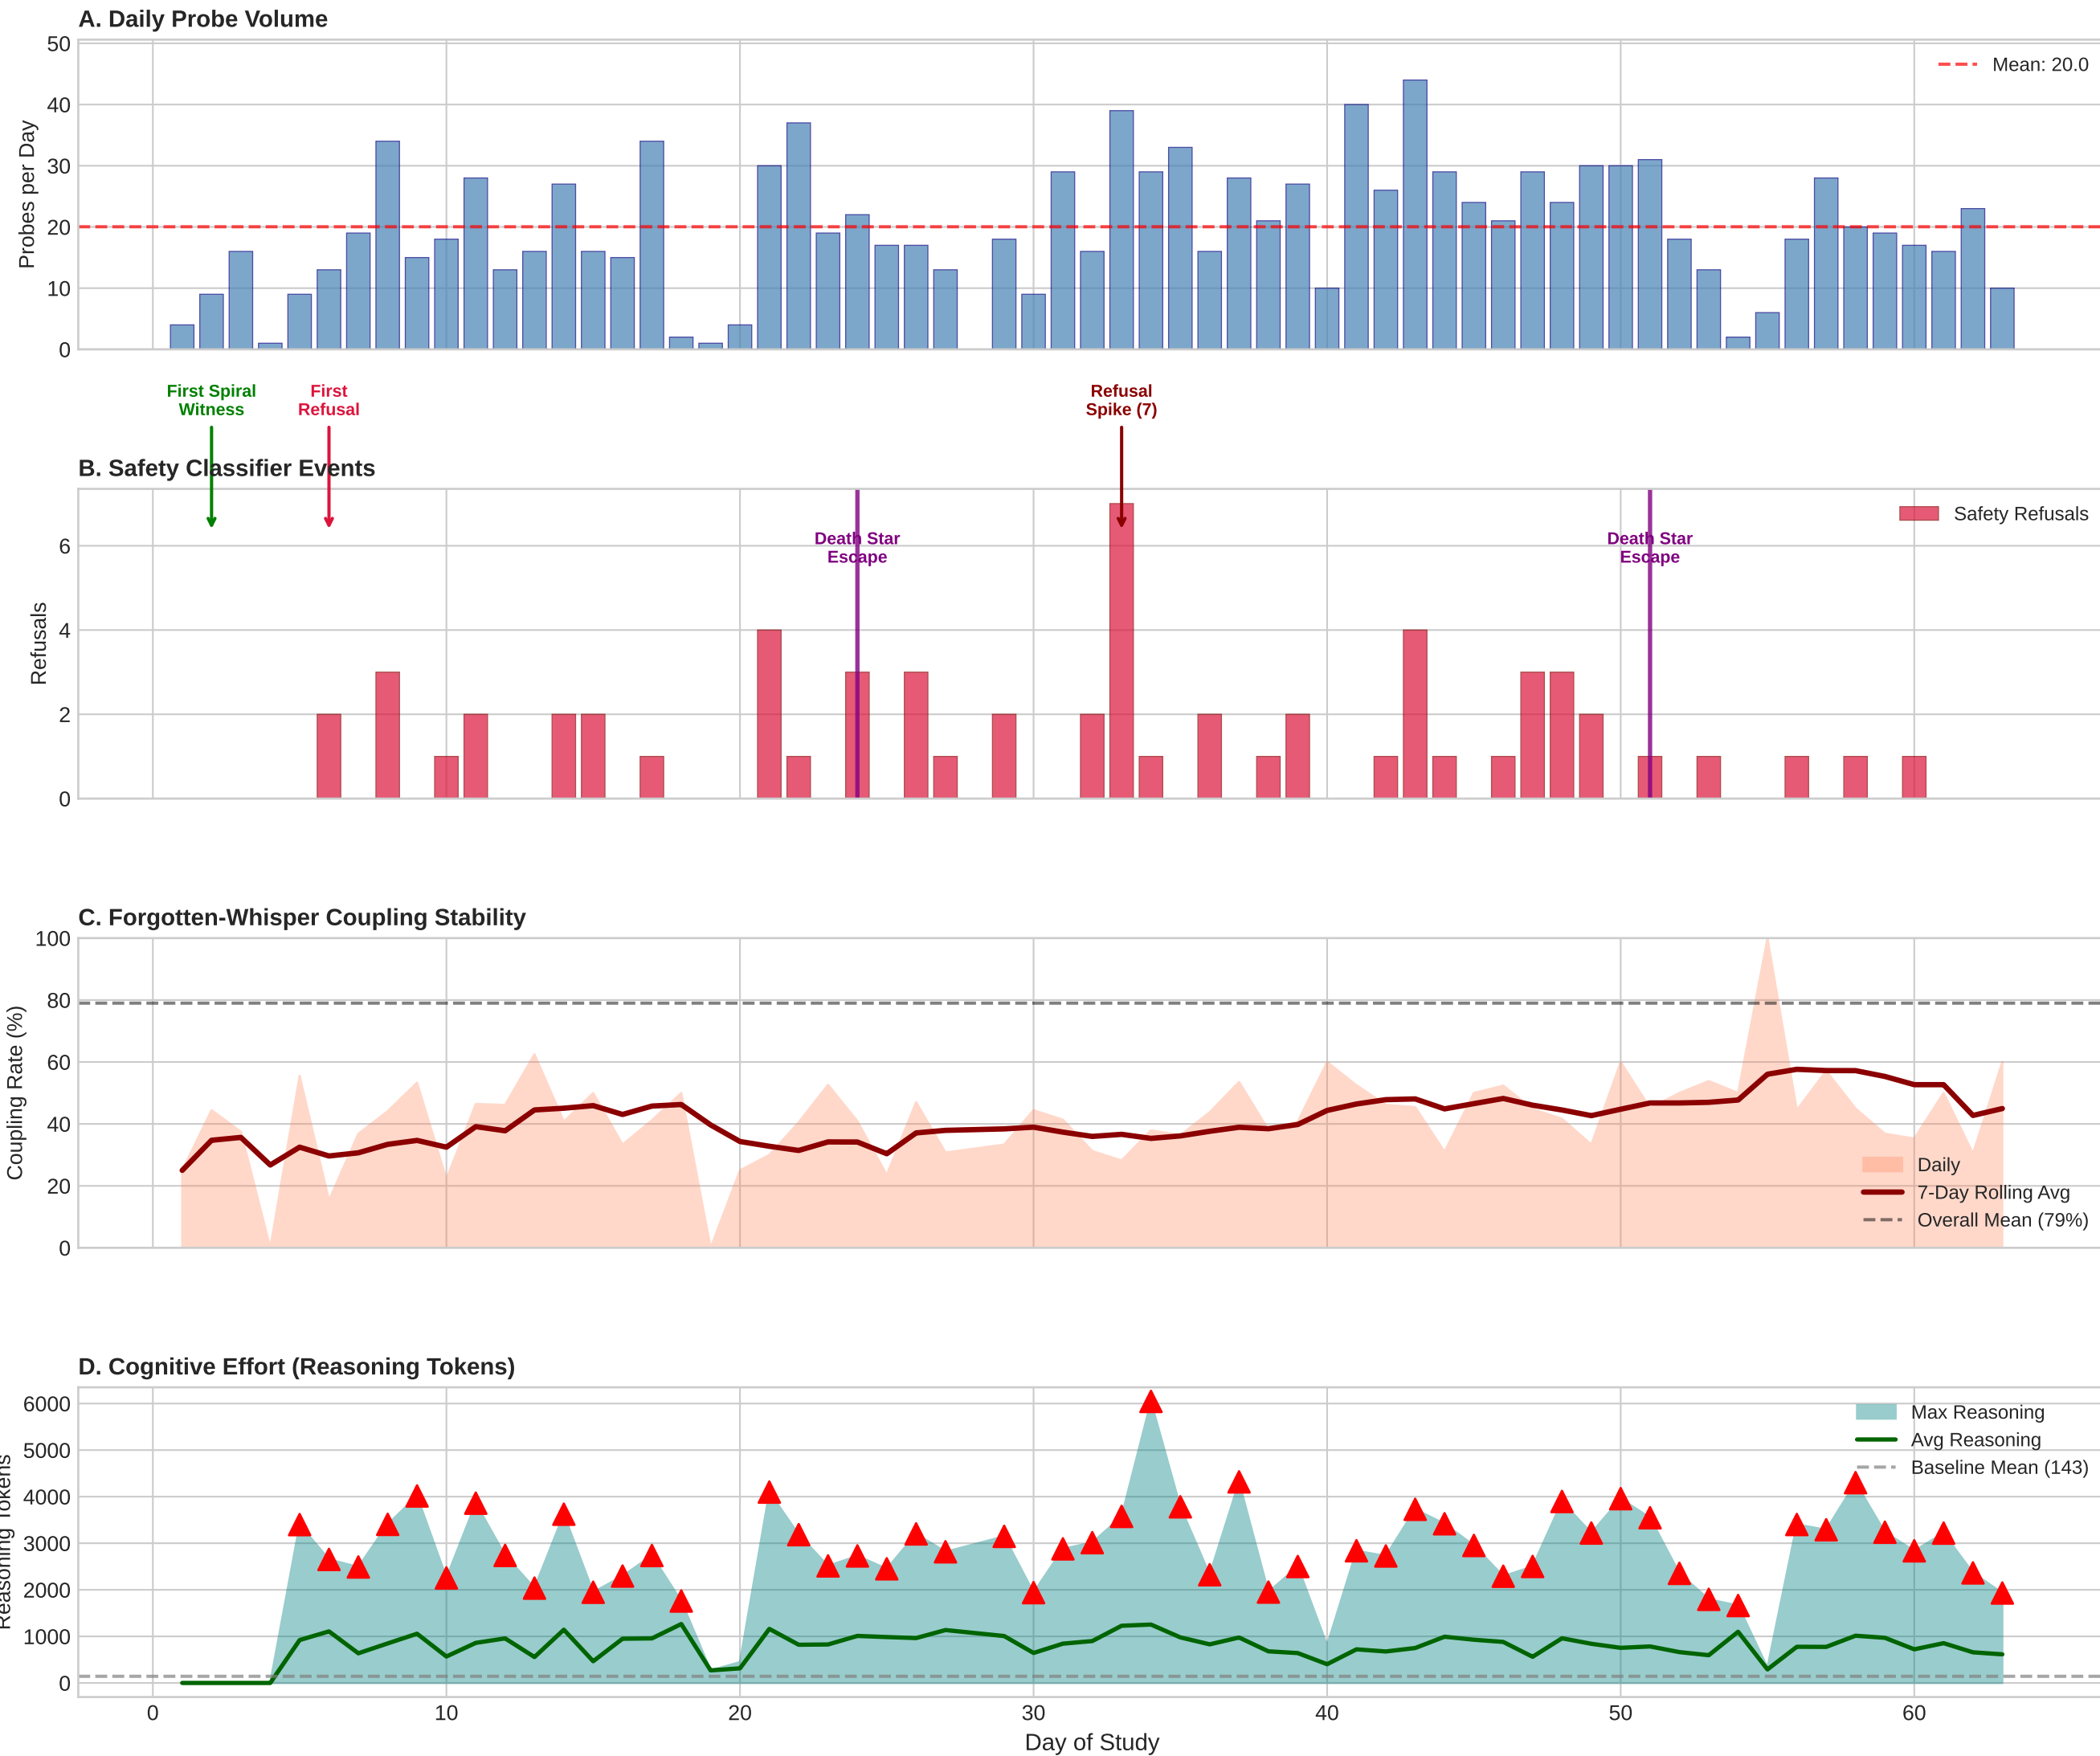 A. Daily Probe Volume
50
40
30
20
10
0
Probes per Day
Mean: 20.0
First Spiral
Witness
First
Refusal
Refusal
Spike (7)
B. Safety Classifier Events
6
4
2
0
Refusals
Safety Refusals
Death Star
Escape
Death Star
Escape
C. Forgotten-Whisper Coupling Stability
100
80
60
40
20
0
Coupling Rate (%)
Daily
7-Day Rolling Avg
Overall Mean (79%)
D. Cognitive Effort (Reasoning Tokens)
6000
5000
4000
3000
2000
1000
0
Reasoning Tokens
Max Reasoning
Avg Reasoning
Baseline Mean (143)
0
10
20
30
40
50
60
Day of Study